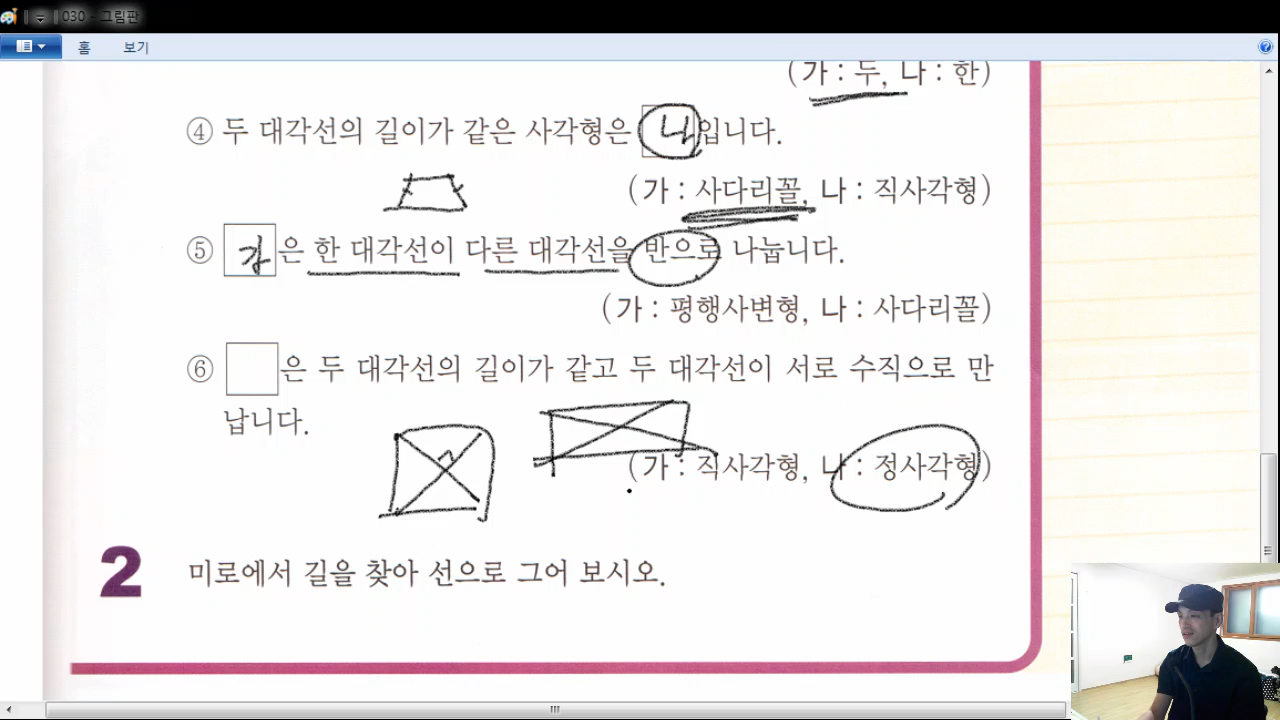 030 - 그림판
홈 보기
(가 : 두, 나 : 한)
④ 두 대각선의 길이가 같은 사각형은 나입니다.
(가 : 사다리꼴, 나 : 직사각형)
⑤ 은 한 대각선이 다른 대각선을 반으로 나눕니다.
(가 : 평행사변형, 나 : 사다리꼴)
⑥ 은 두 대각선의 길이가 같고 두 대각선이 서로 수직으로 만
납니다.
(가 : 직사각형, 나 : 정사각형)
2 미로에서 길을 찾아 선으로 그어 보시오.